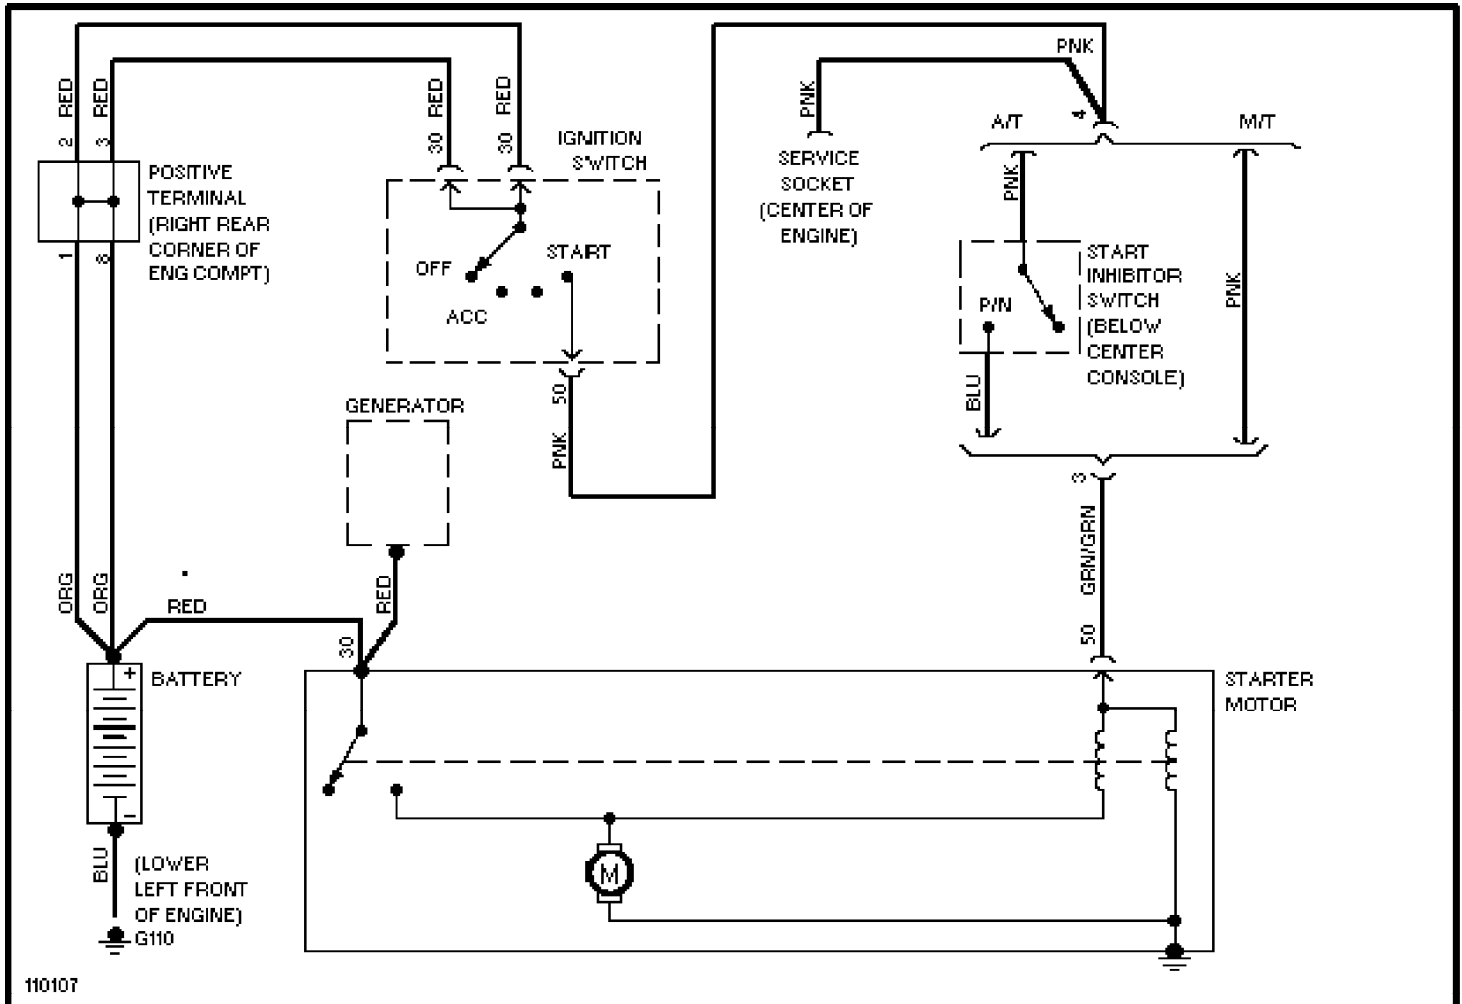 RED
RED
2
3
POSITIVE
TERMINAL
(RIGHT REAR
CORNER OF
ENG COMPT)
1
8
RED
RED
30
30
IGNITION
SWITCH
OFF
ACC
START
50
PNK
PNK
PNK
SERVICE
SOCKET
(CENTER OF
ENGINE)
4
A/T
M/T
PNK
START
INHIBITOR
SWITCH
(BELOW
CENTER
CONSOLE)
P/N
BLU
PNK
3
GRN/GRN
50
GENERATOR
RED
ORG
ORG
RED
30
+
BATTERY
-
BLU
(LOWER
LEFT FRONT
OF ENGINE)
G110
STARTER
MOTOR
M
110107